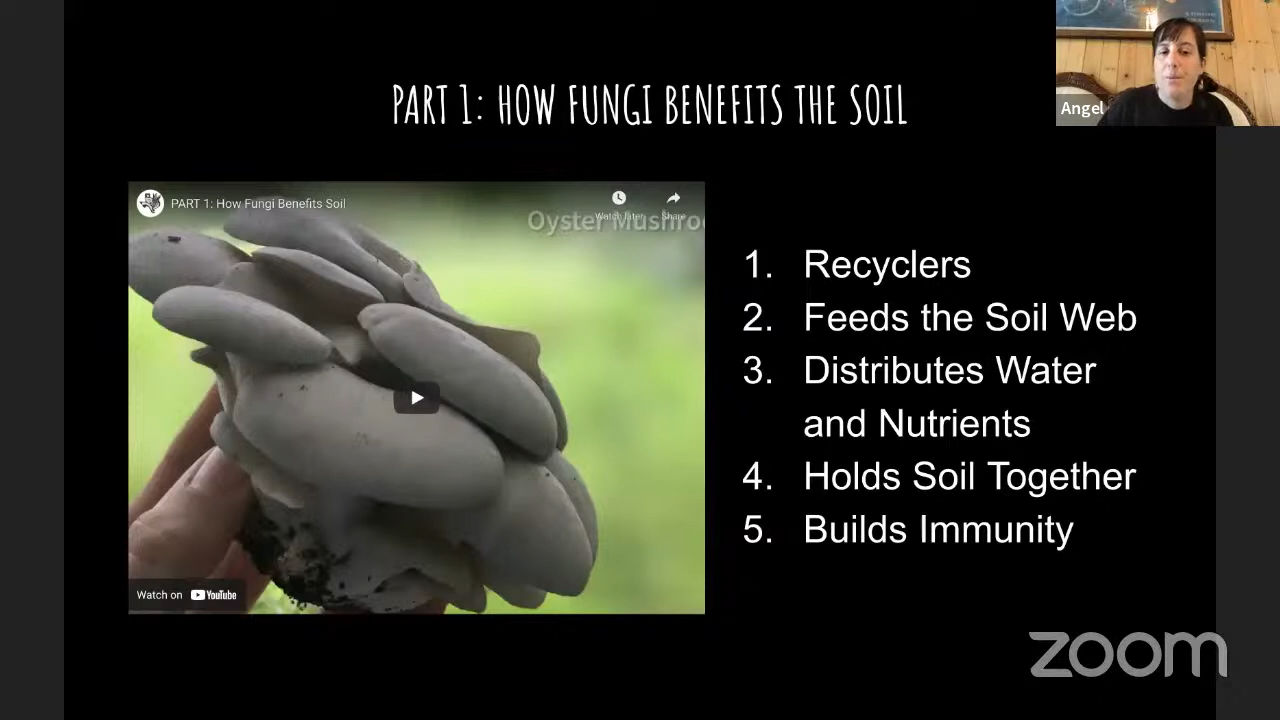 PART 1: HOW FUNGI BENEFITS THE SOIL
Angel
PART 1: How Fungi Benefits Soil
Watch later
Share
Oyster Mushroo
1. Recyclers
2. Feeds the Soil Web
3. Distributes Water
and Nutrients
4. Holds Soil Together
5. Builds Immunity
Watch on YouTube
zoom